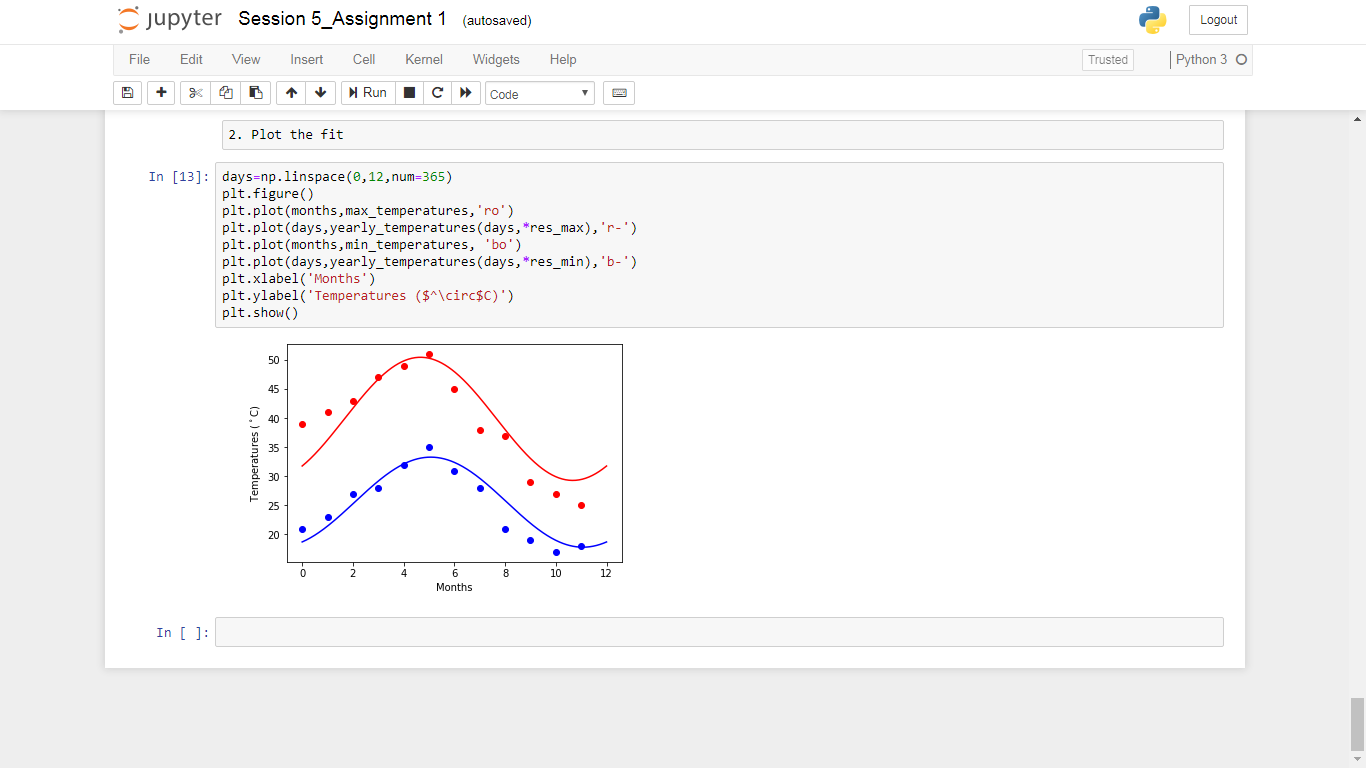 jupyter Session 5_Assignment 1 (autosaved) Logout
File Edit View Insert Cell Kernel Widgets Help Trusted Python 3
Run Code
2. Plot the fit
In [13]: days=np.linspace(0,12,num=365)
plt.figure()
plt.plot(months,max_temperatures,'ro')
plt.plot(days,yearly_temperatures(days,*res_max),'r-')
plt.plot(months,min_temperatures, 'bo')
plt.plot(days,yearly_temperatures(days,*res_min),'b-')
plt.xlabel('Months')
plt.ylabel('Temperatures ($^\circ$C)')
plt.show()
Temperatures (°C)
50
45
40
35
30
25
20
0 2 4 6 8 10 12
Months
In [ ]: